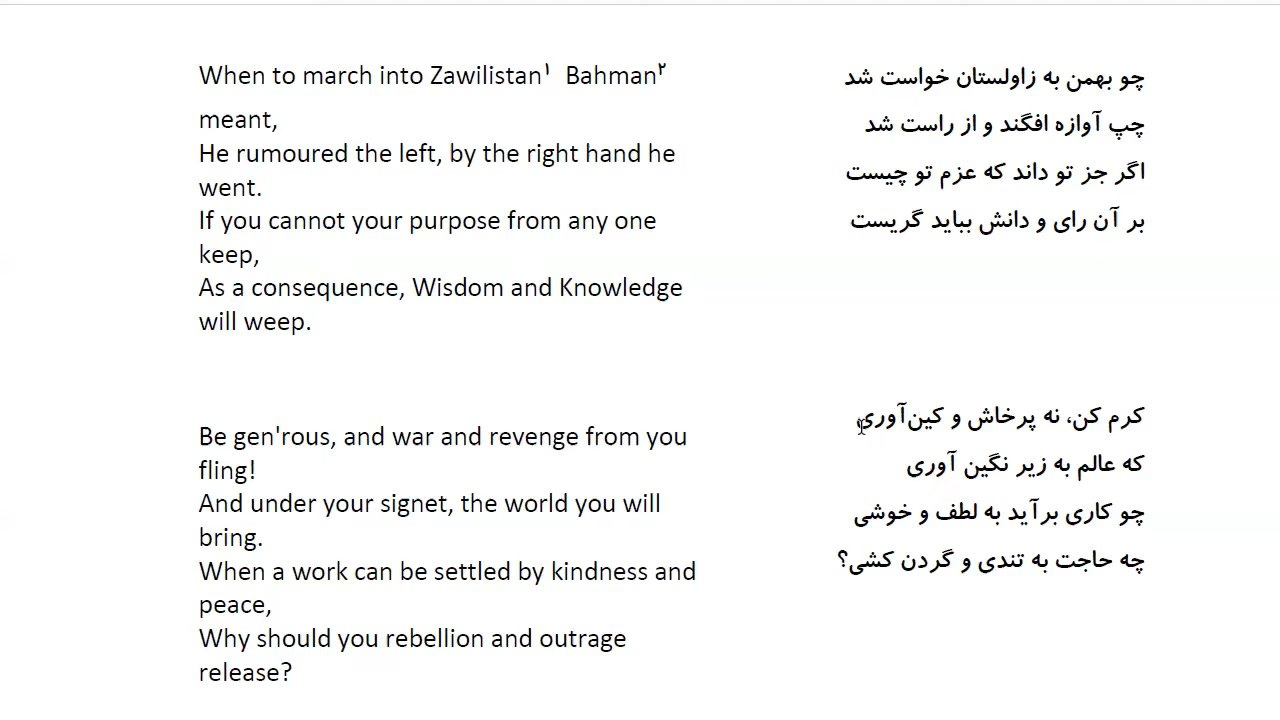 When to march into Zawilistan۱ Bahman۲
meant,
He rumoured the left, by the right hand he
went.
If you cannot your purpose from any one
keep,
As a consequence, Wisdom and Knowledge
will weep.
Be gen'rous, and war and revenge from you
fling!
And under your signet, the world you will
bring.
When a work can be settled by kindness and
peace,
Why should you rebellion and outrage
release?
چو بهمن به زاولستان خواست شد
چپ آوازه افگند و از راست شد
اگر جز تو داند که عزم تو چیست
بر آن رای و دانش بباید گریست
کرم کن، نه پرخاش و کین‌آوری
که عالم به زیر نگین آوری
چو کاری برآید به لطف و خوشی
چه حاجت به تندی و گردن کشی؟